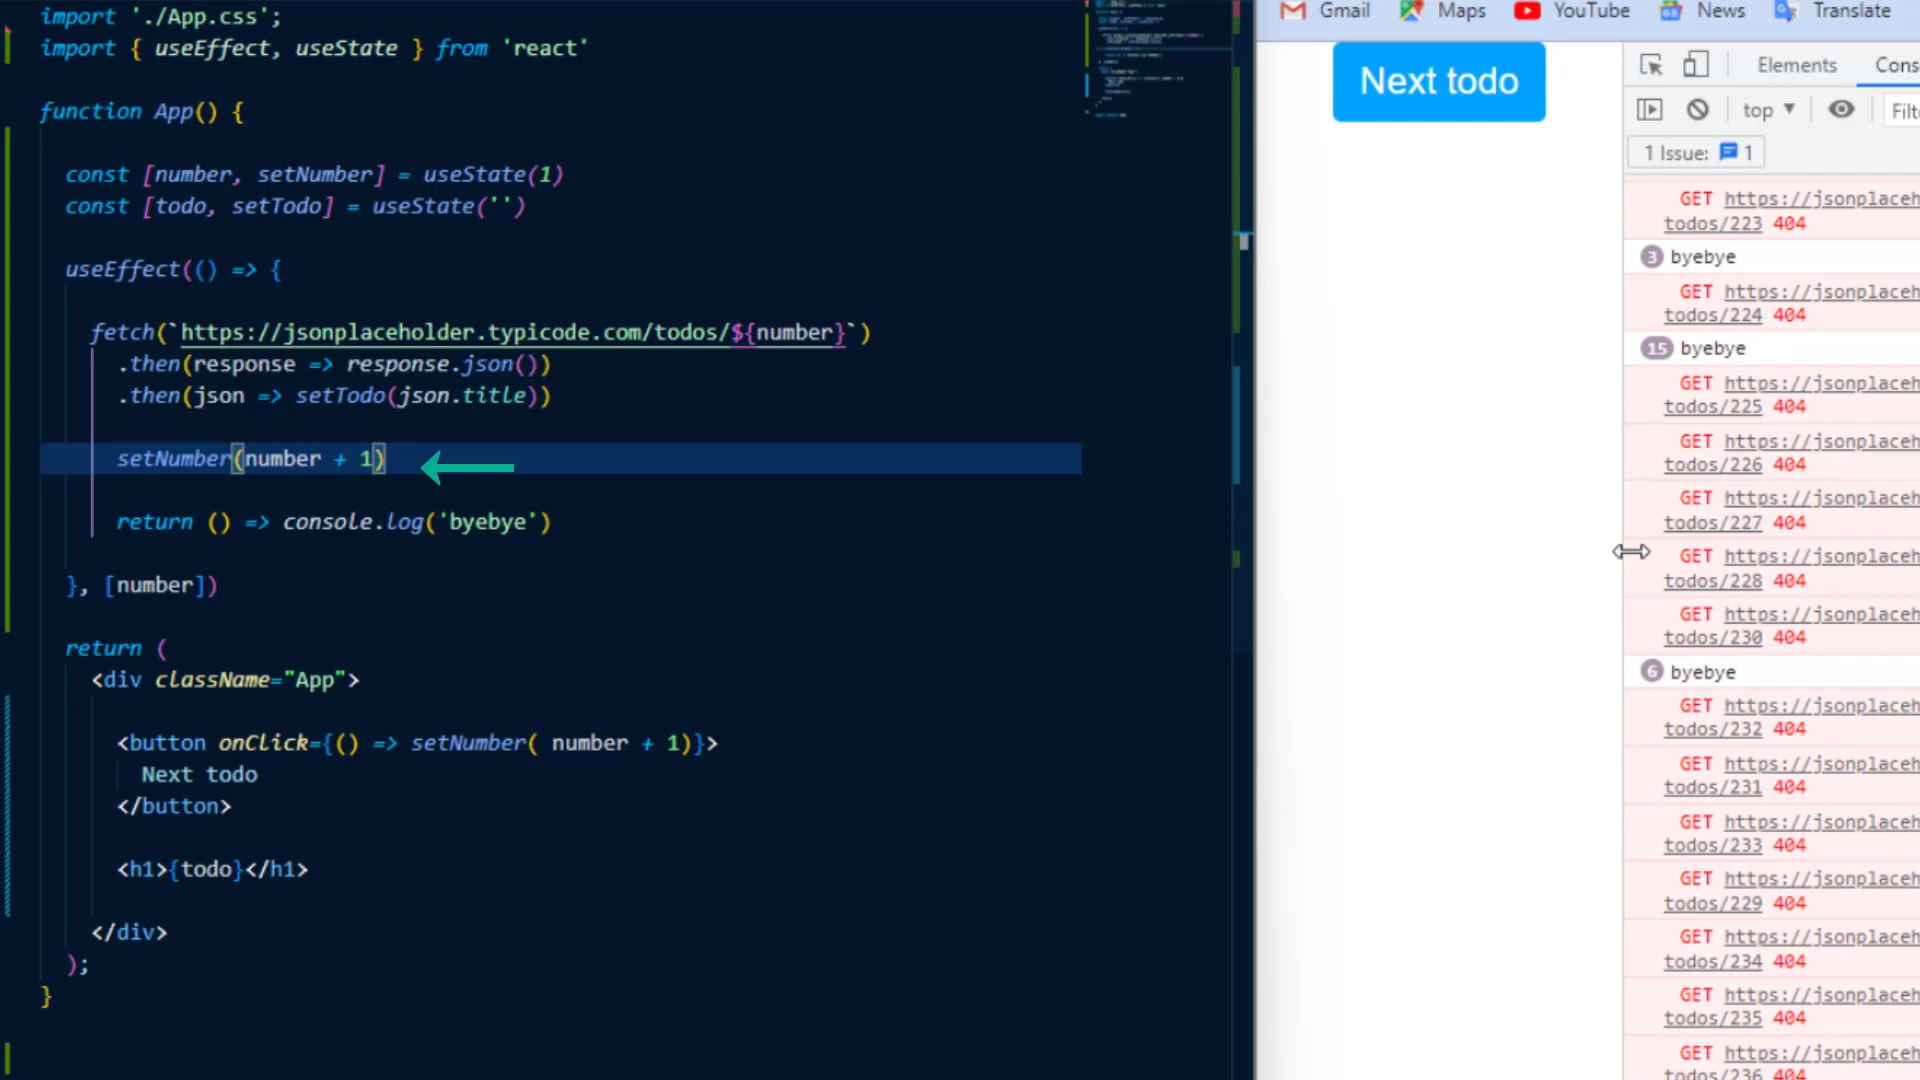 import './App.css';
import { useEffect, useState } from 'react'
function App() {
const [number, setNumber] = useState(1)
const [todo, setTodo] = useState('')
useEffect(() => {
fetch(`https://jsonplaceholder.typicode.com/todos/${number}`)
.then(response => response.json())
.then(json => setTodo(json.title))
setNumber(number + 1)
return () => console.log('byebye')
}, [number])
return (
<div className="App">
<button onClick={() => setNumber( number + 1)}>
Next todo
</button>
<h1>{todo}</h1>
</div>
);
}
Gmail Maps YouTube News Translate
Next todo
Elements Cons
top Filt
1 Issue: 1
GET https://jsonplaceh
todos/223 404
3 byebye
GET https://jsonplaceh
todos/224 404
15 byebye
GET https://jsonplaceh
todos/225 404
GET https://jsonplaceh
todos/226 404
GET https://jsonplaceh
todos/227 404
GET https://jsonplaceh
todos/228 404
GET https://jsonplaceh
todos/230 404
6 byebye
GET https://jsonplaceh
todos/232 404
GET https://jsonplaceh
todos/231 404
GET https://jsonplaceh
todos/233 404
GET https://jsonplaceh
todos/229 404
GET https://jsonplaceh
todos/234 404
GET https://jsonplaceh
todos/235 404
GET https://jsonplaceh
todos/236 404